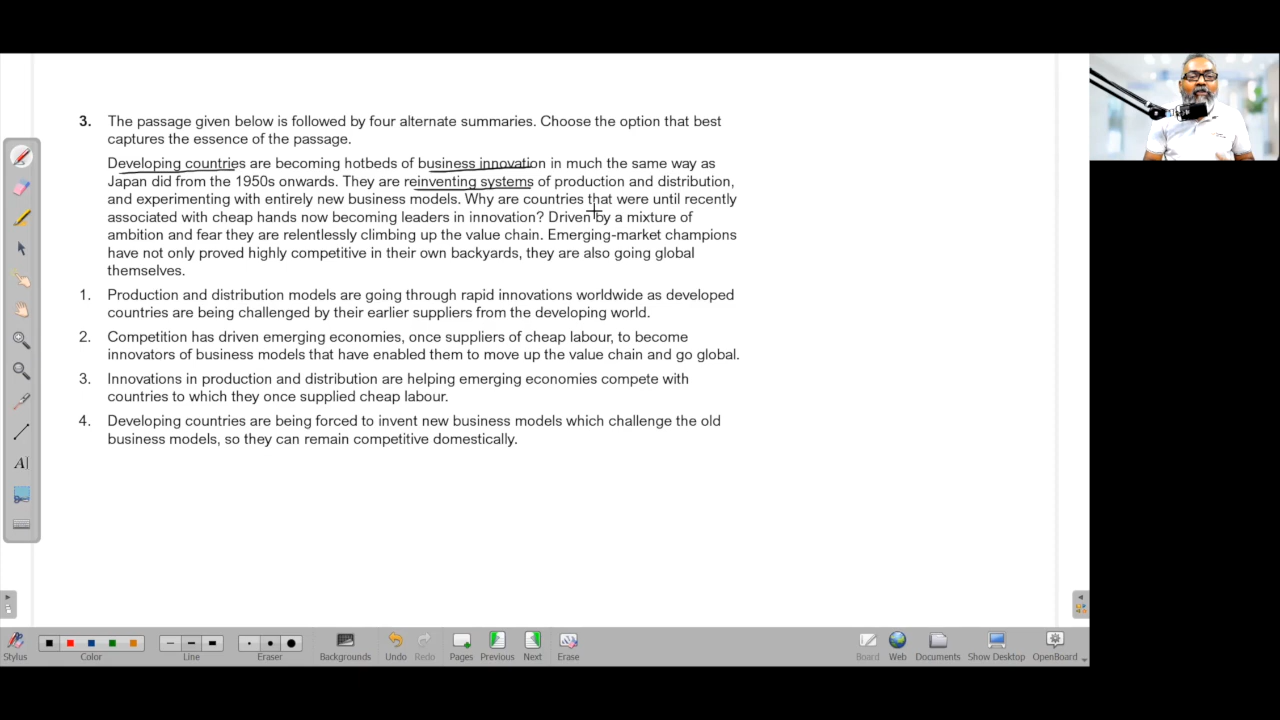 3. The passage given below is followed by four alternate summaries. Choose the option that best
captures the essence of the passage.
Developing countries are becoming hotbeds of business innovation in much the same way as
Japan did from the 1950s onwards. They are reinventing systems of production and distribution,
and experimenting with entirely new business models. Why are countries that were until recently
associated with cheap hands now becoming leaders in innovation? Driven by a mixture of
ambition and fear they are relentlessly climbing up the value chain. Emerging-market champions
have not only proved highly competitive in their own backyards, they are also going global
themselves.
1. Production and distribution models are going through rapid innovations worldwide as developed
countries are being challenged by their earlier suppliers from the developing world.
2. Competition has driven emerging economies, once suppliers of cheap labour, to become
innovators of business models that have enabled them to move up the value chain and go global.
3. Innovations in production and distribution are helping emerging economies compete with
countries to which they once supplied cheap labour.
4. Developing countries are being forced to invent new business models which challenge the old
business models, so they can remain competitive domestically.
Stylus Color Line Eraser Backgrounds Undo Redo Pages Previous Next Erase Board Web Documents Show Desktop OpenBoard